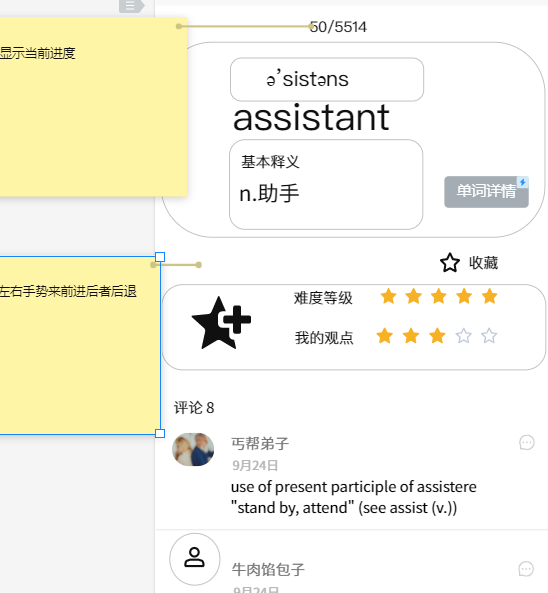 50/5514
显示当前进度
ə'sistəns
assistant
基本释义
n.助手
单词详情
收藏
左右手势来前进后者后退
难度等级
我的观点
评论 8
丐帮弟子
9月24日
use of present participle of assistere
"stand by, attend" (see assist (v.))
牛肉馅包子
9月24日